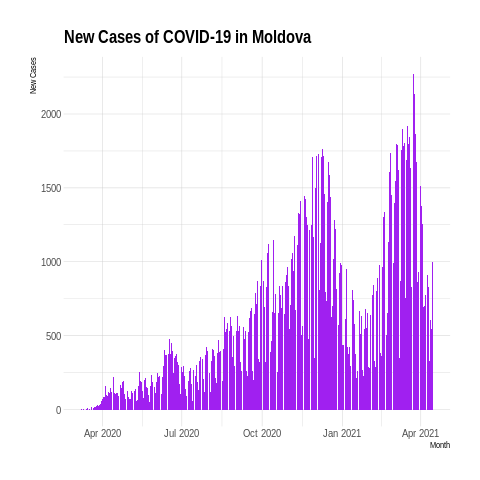 New Cases of COVID-19 in Moldova
New Cases
2000
1500
1000
500
0
Apr 2020 Jul 2020 Oct 2020 Jan 2021 Apr 2021
Month